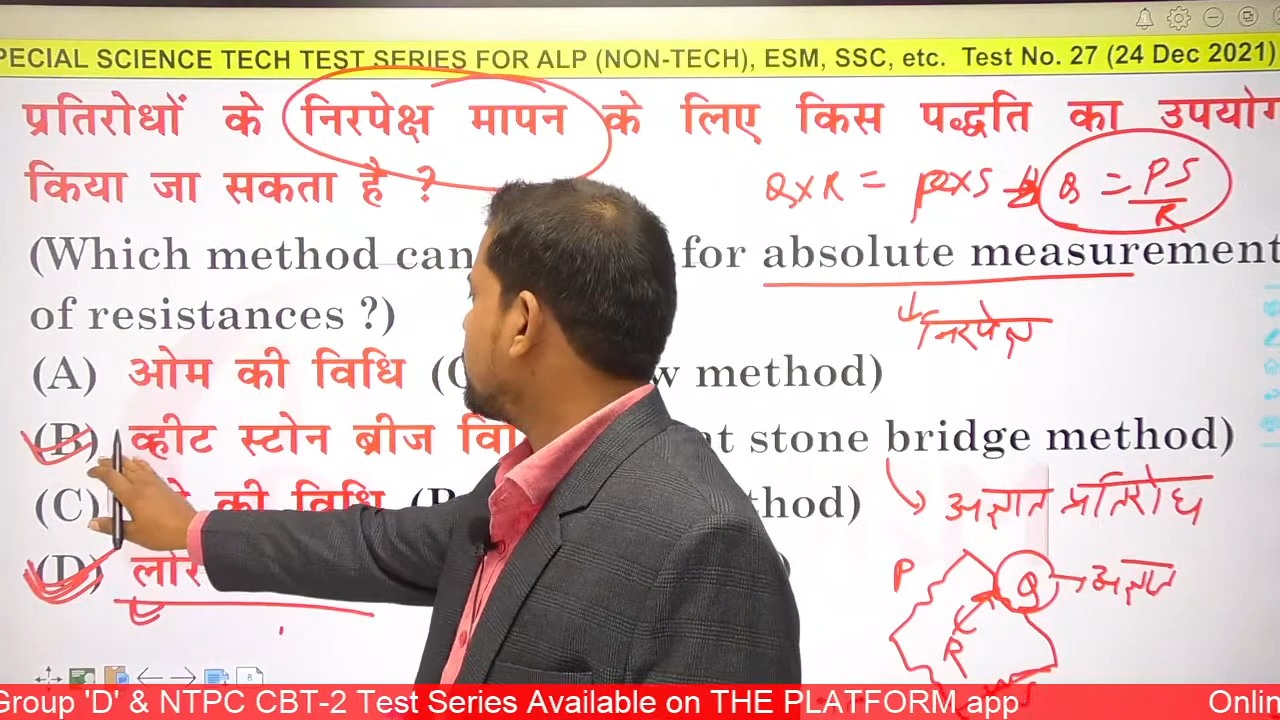 PECIAL SCIENCE TECH TEST SERIES FOR ALP (NON-TECH), ESM, SSC, etc. Test No. 27 (24 Dec 2021)
प्रतिरोधों के निरपेक्ष मापन के लिए किस पद्धति का उपयोग
किया जा सकता है ?
Q×R = P×S Q = PS/R
(Which method can for absolute measurement
निरपेक्ष
of resistances ?)
(A) ओम की विधि (O w method)
(B) व्हीट स्टोन ब्रीज वि at stone bridge method)
(C) की विधि ( thod)
अज्ञात प्रतिरोध
(D) लोरे
P Q अज्ञात
R S
Group 'D' & NTPC CBT-2 Test Series Available on THE PLATFORM app Onlin